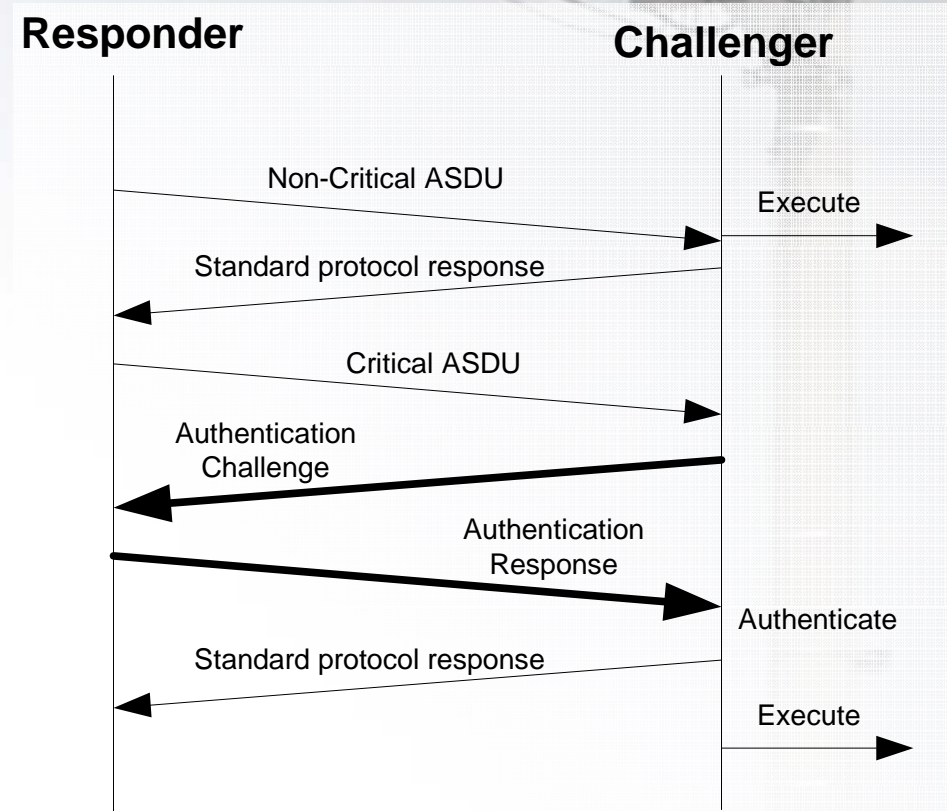 Responder
Challenger
Non-Critical ASDU
Execute
Standard protocol response
Critical ASDU
Authentication
Challenge
Authentication
Response
Authenticate
Standard protocol response
Execute